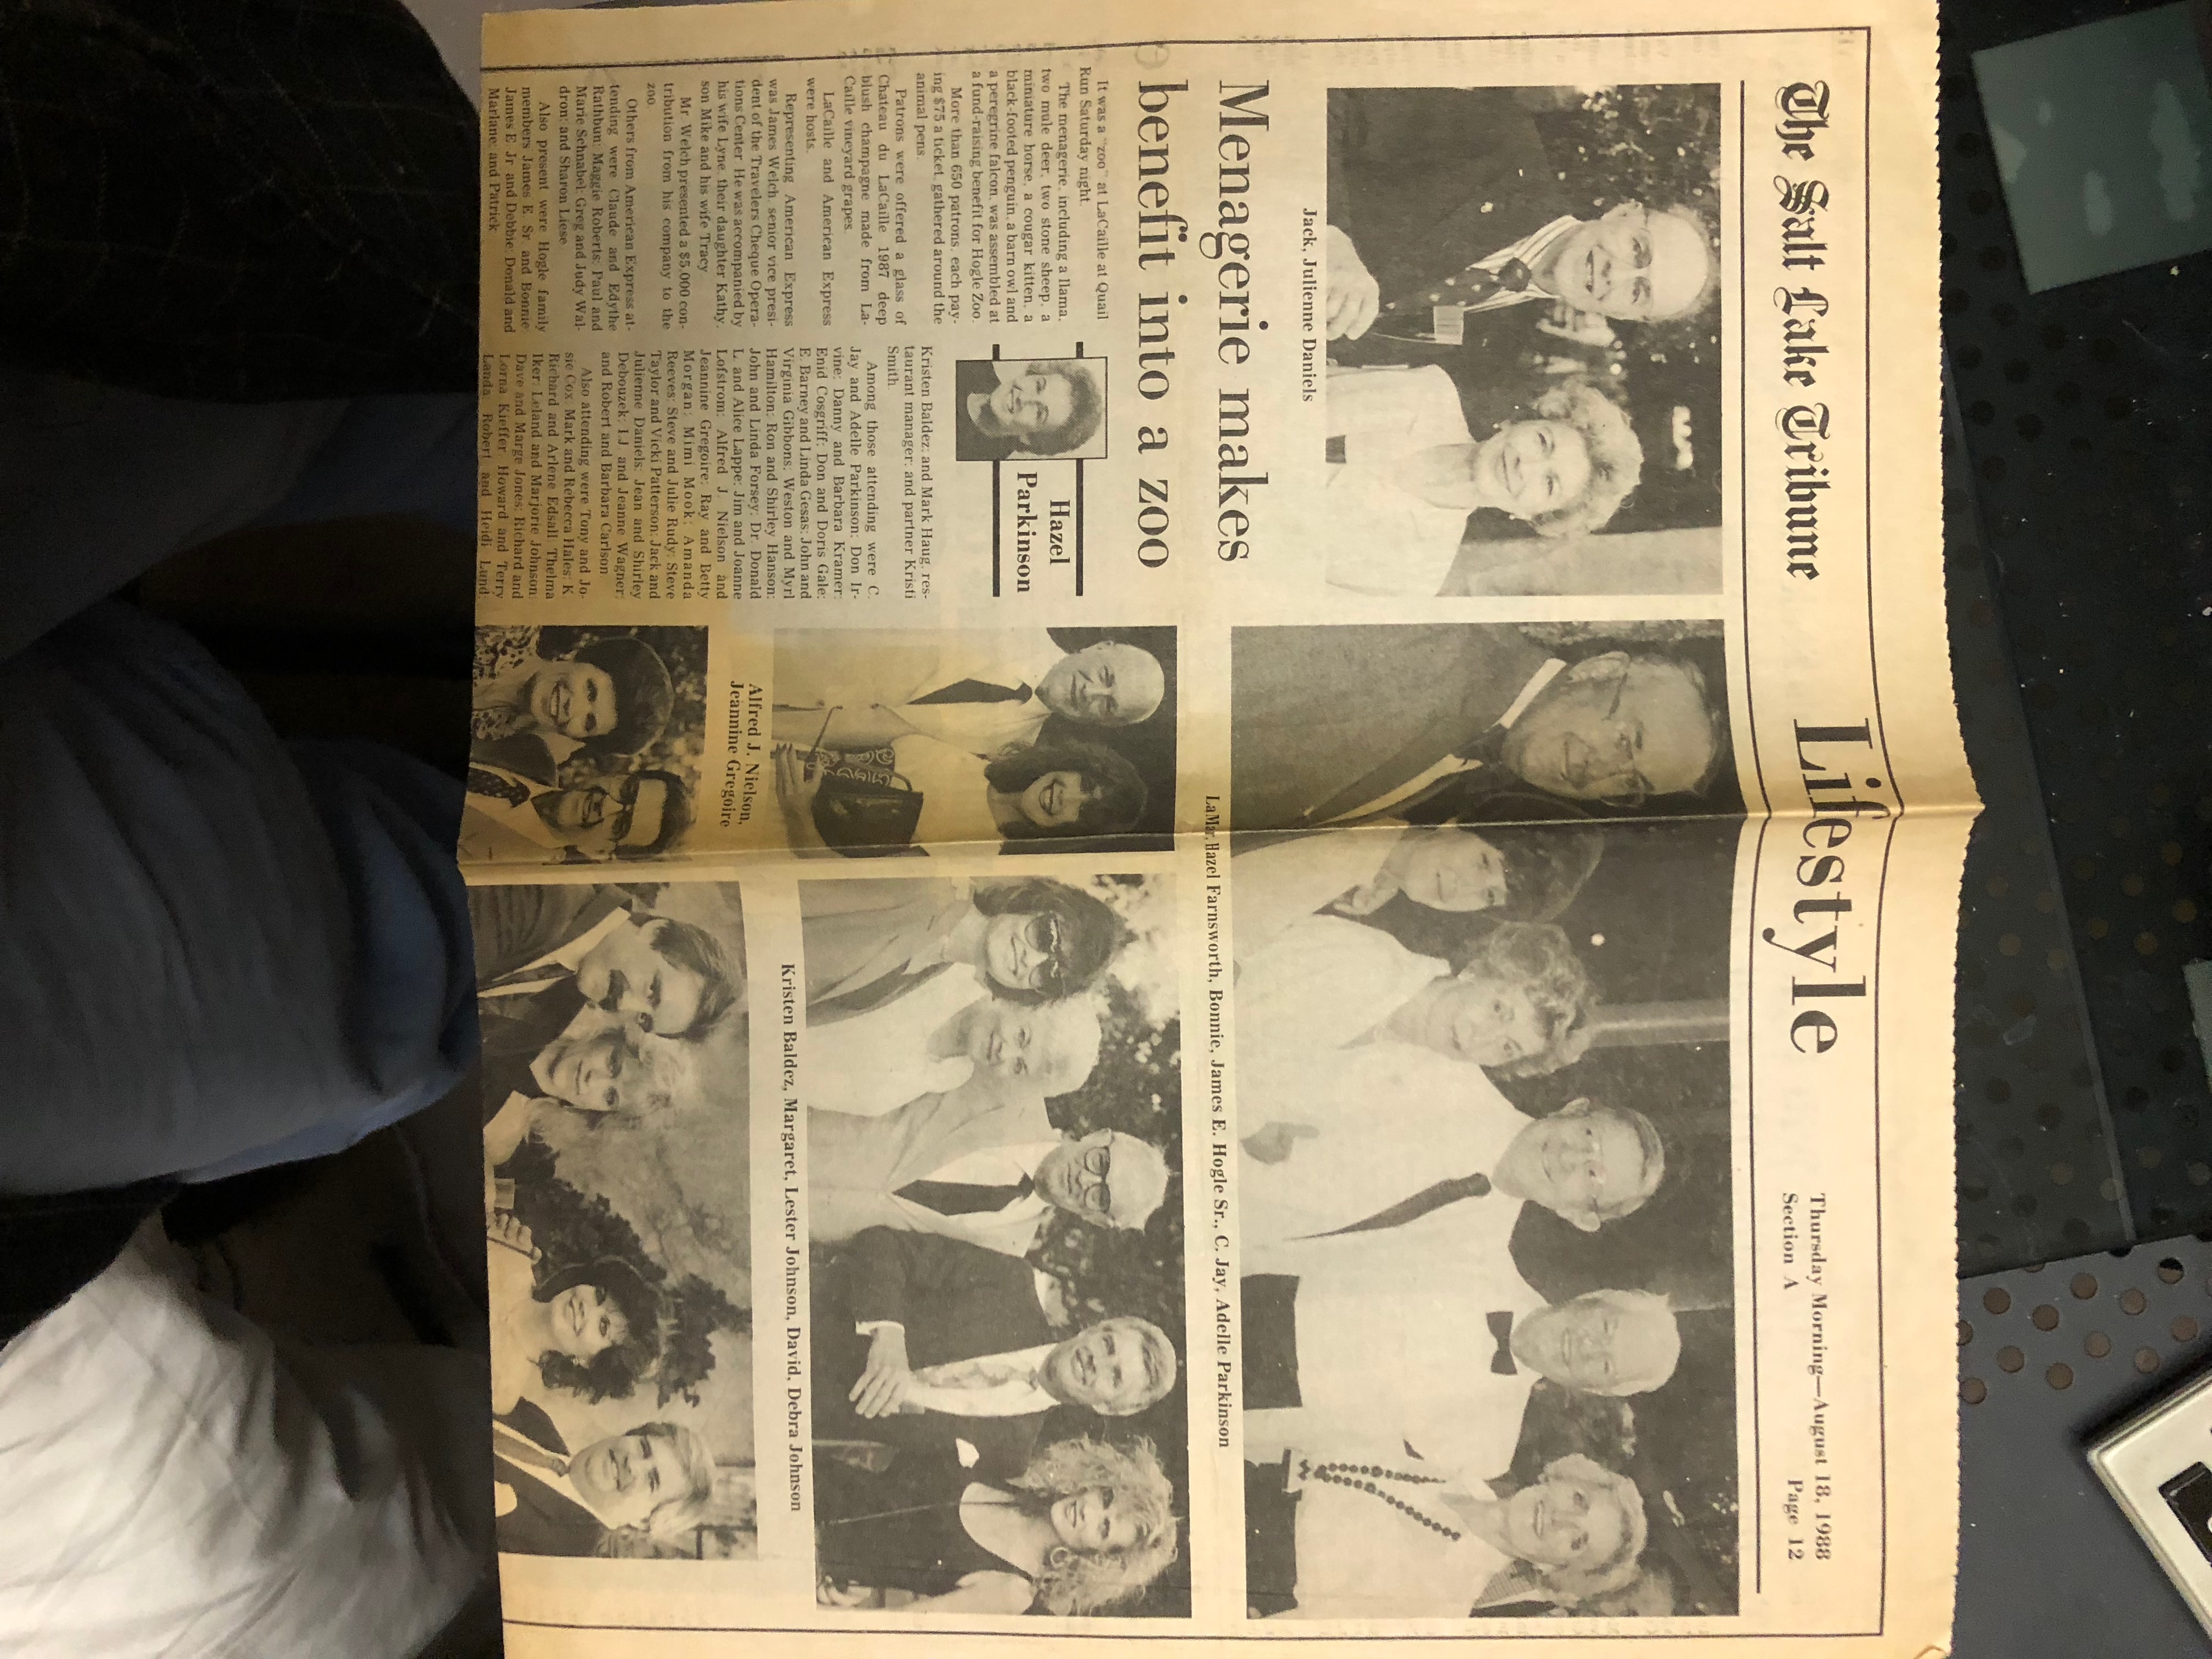 The Salt Lake Tribune
Lifestyle
Thursday Morning—August 18, 1988
Section A
Page 12
Jack, Julienne Daniels
LaMar, Hazel Farnsworth, Bonnie, James E. Hogle Sr., C. Jay, Adelle Parkinson
Menagerie makes
benefit into a zoo
It was a "zoo" at LaCaille at Quail
Run Saturday night.
The menagerie, including a llama,
two mule deer, two stone sheep, a
miniature horse, a cougar kitten, a
black-footed penguin, a barn owl and
a peregrine falcon, was assembled at
a fund-raising benefit for Hogle Zoo.
More than 650 patrons, each pay-
ing $75 a ticket, gathered around the
animal pens.
Patrons were offered a glass of
Chateau du LaCaille 1987 deep
blush champagne made from La-
Caille vineyard grapes.
LaCaille and American Express
were hosts.
Representing American Express
was James Welch, senior vice presi-
dent of the Travelers Cheque Opera-
tions Center. He was accompanied by
his wife Lyne, their daughter Kathy,
son Mike and his wife Tracy
Mr. Welch presented a $5,000 con-
tribution from his company to the
zoo.
Others from American Express at-
tending were Claude and Edythe
Rathbun; Maggie Roberts; Paul and
Marie Schnabel; Greg and Judy Wal-
dron; and Sharon Liese
Also present were Hogle family
members James E. Sr. and Bonnie;
James E. Jr. and Debbie; Donald and
Marlane; and Patrick
Hazel
Parkinson
Kristen Baldez; and Mark Haug, res-
taurant manager; and partner Kristi
Smith
Among those attending were C.
Jay and Adelle Parkinson; Don Ir-
vine; Danny and Barbara Kramer;
Enid Cosgriff; Don and Doris Gale;
E. Barney and Linda Gesas; John and
Virginia Gibbons; Weston and Myrl
Hamilton; Ron and Shirley Hanson;
John and Linda Forsey; Dr. Donald
L. and Alice Lappe; Jim and Joanne
Lofstrom; Alfred J. Nielson and
Jeannine Gregoire; Ray and Betty
Morgan; Mimi Mook; Amanda
Reeves; Steve and Julie Rudy; Steve
Taylor and Vicki Patterson; Jack and
Julienne Daniels; Jean and Shirley
Debouzek; I.J. and Jeanne Wagner;
and Robert and Barbara Carlson
Also attending were Tony and Jo-
sie Cox; Mark and Rebecca Hales; K
Richard and Arlene Edsall; Thelma
Iker; Leland and Marjorie Johnson;
Dave and Marge Jones; Richard and
Lorna Kieffer; Howard and Terry
Landa; Robert and Heidi Lund;
Alfred J. Nielson,
Jeannine Gregoire
Kristen Baldez, Margaret, Lester Johnson, David, Debra Johnson